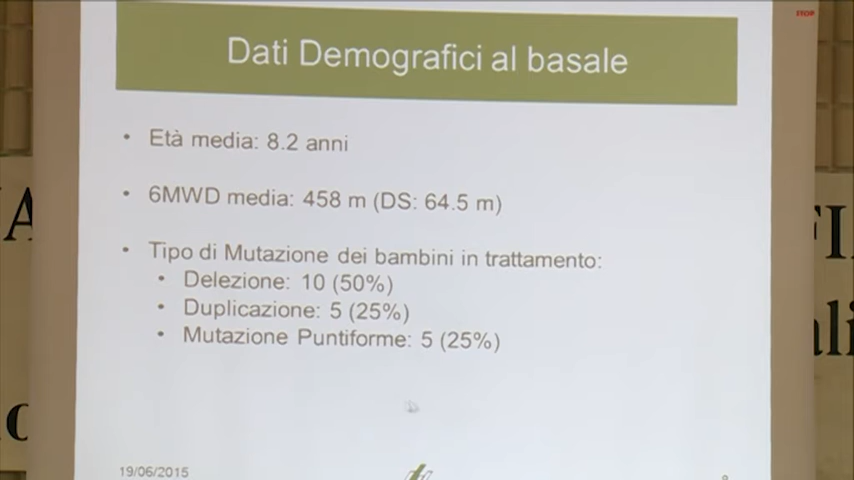 Dati Demografici al basale
• Età media: 8.2 anni
• 6MWD media: 458 m (DS: 64.5 m)
• Tipo di Mutazione dei bambini in trattamento:
• Delezione: 10 (50%)
• Duplicazione: 5 (25%)
• Mutazione Puntiforme: 5 (25%)
19/06/2015